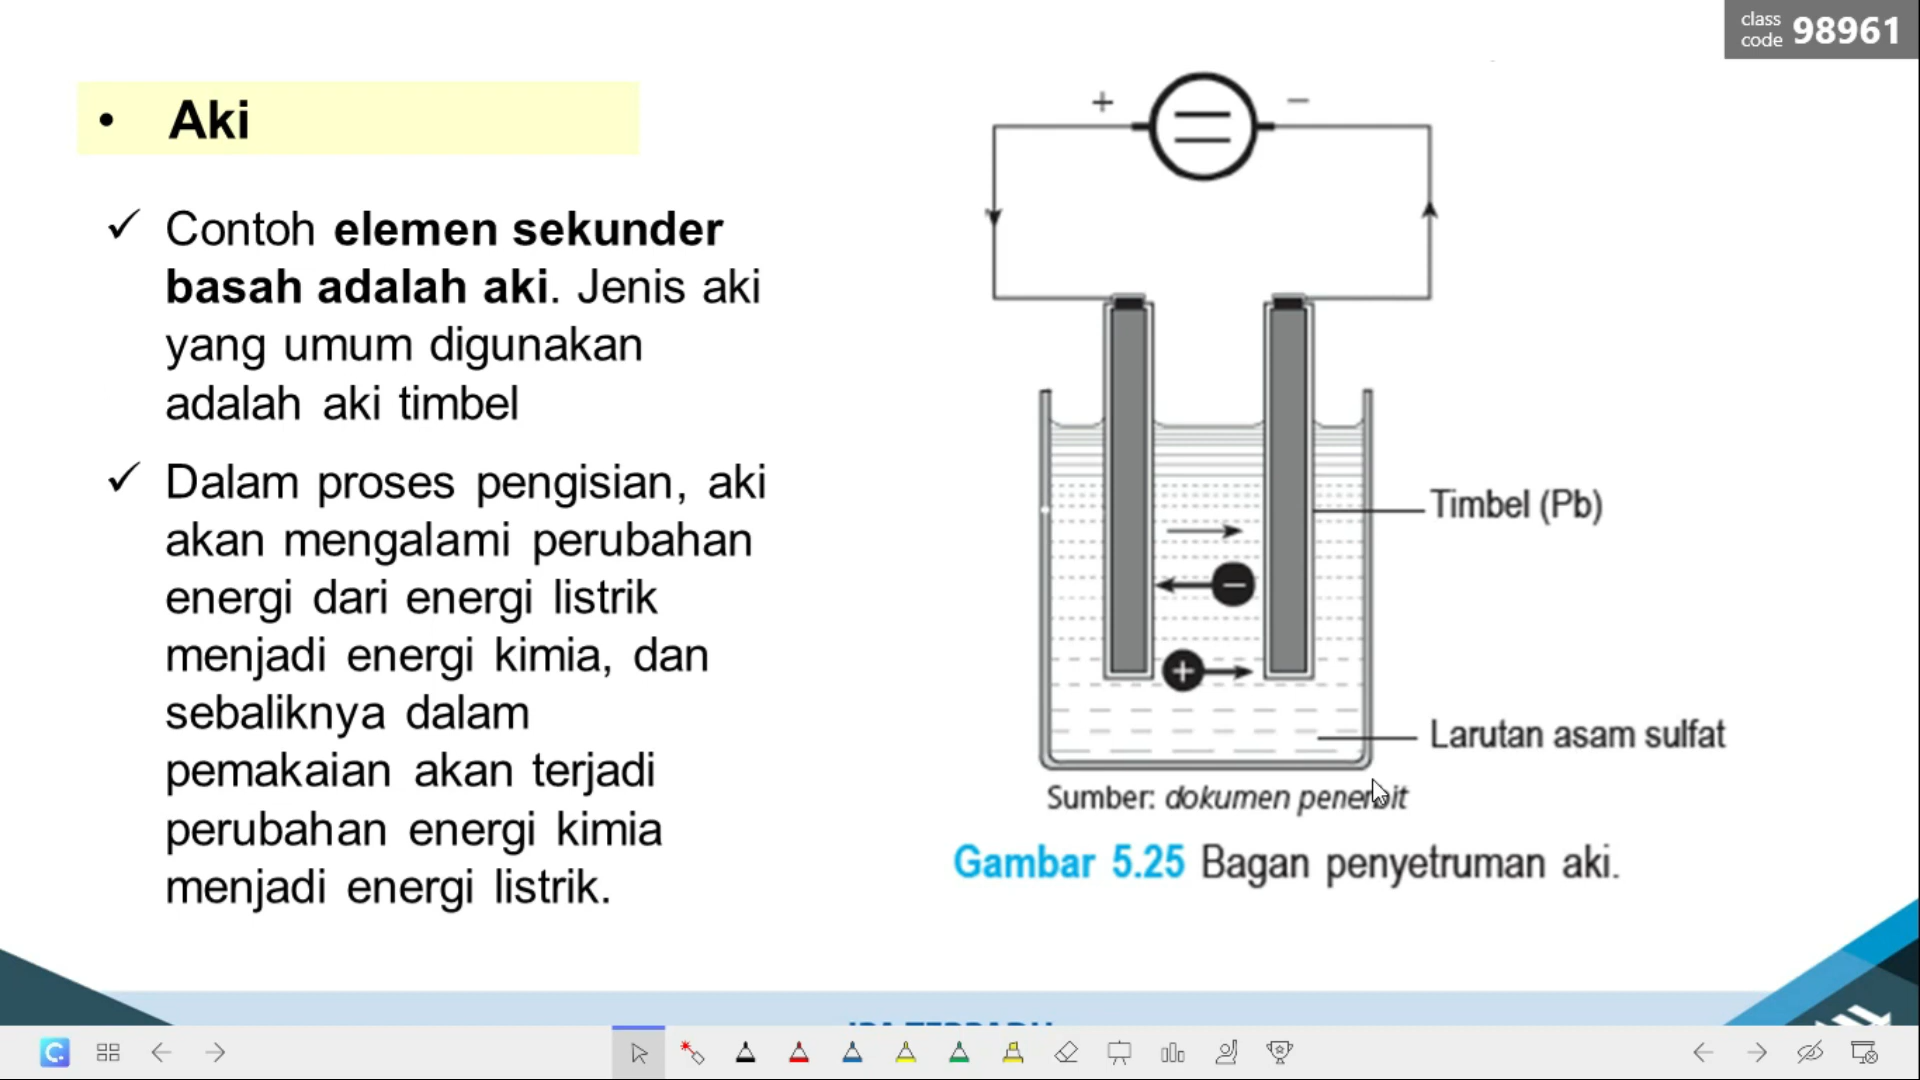 class
code 98961
• Aki
✓ Contoh elemen sekunder
basah adalah aki. Jenis aki
yang umum digunakan
adalah aki timbel
✓ Dalam proses pengisian, aki
akan mengalami perubahan
energi dari energi listrik
menjadi energi kimia, dan
sebaliknya dalam
pemakaian akan terjadi
perubahan energi kimia
menjadi energi listrik.
+ −
Timbel (Pb)
−
+
Larutan asam sulfat
Sumber: dokumen penerbit
Gambar 5.25 Bagan penyetruman aki.